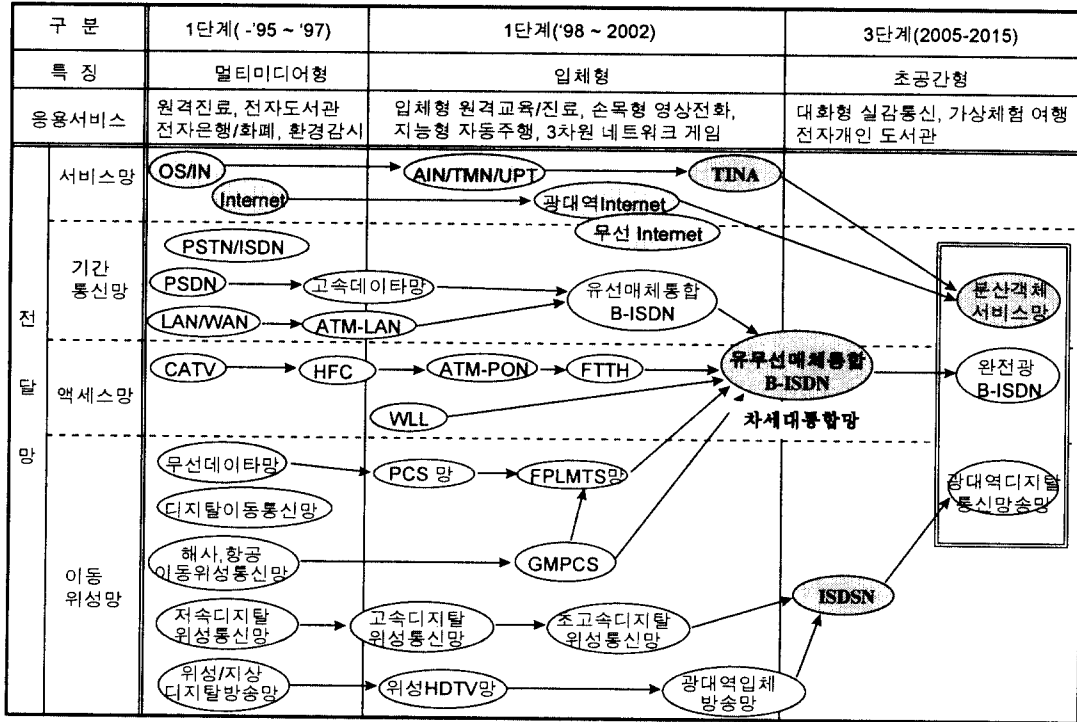 구 분
1단계( -'95 ~ '97)
1단계('98 ~ 2002)
3단계(2005-2015)
특 징
멀티미디어형
입체형
초공간형
응용서비스
원격진료, 전자도서관
전자은행/화폐, 환경감시
입체형 원격교육/진료, 손목형 영상전화,
지능형 자동주행, 3차원 네트워크 게임
대화형 실감통신, 가상체험 여행
전자개인 도서관
전
달
망
서비스망
OS/IN
AIN/TMN/UPT
TINA
Internet
광대역Internet
무선 Internet
기간
통신망
PSTN/ISDN
PSDN
고속데이타망
유선매체통합
B-ISDN
LAN/WAN
ATM-LAN
분산객체
서비스망
액세스망
CATV
HFC
ATM-PON
FTTH
유무선매체통합
B-ISDN
차세대통합망
완전광
B-ISDN
WLL
이동
위성망
무선데이타망
PCS 망
FPLMTS망
광대역디지탈
통신망송망
디지탈이동통신망
해사,항공
이동위성통신망
GMPCS
ISDSN
저속디지탈
위성통신망
고속디지탈
위성통신망
초고속디지탈
위성통신망
위성/지상
디지탈방송망
위성HDTV망
광대역입체
방송망